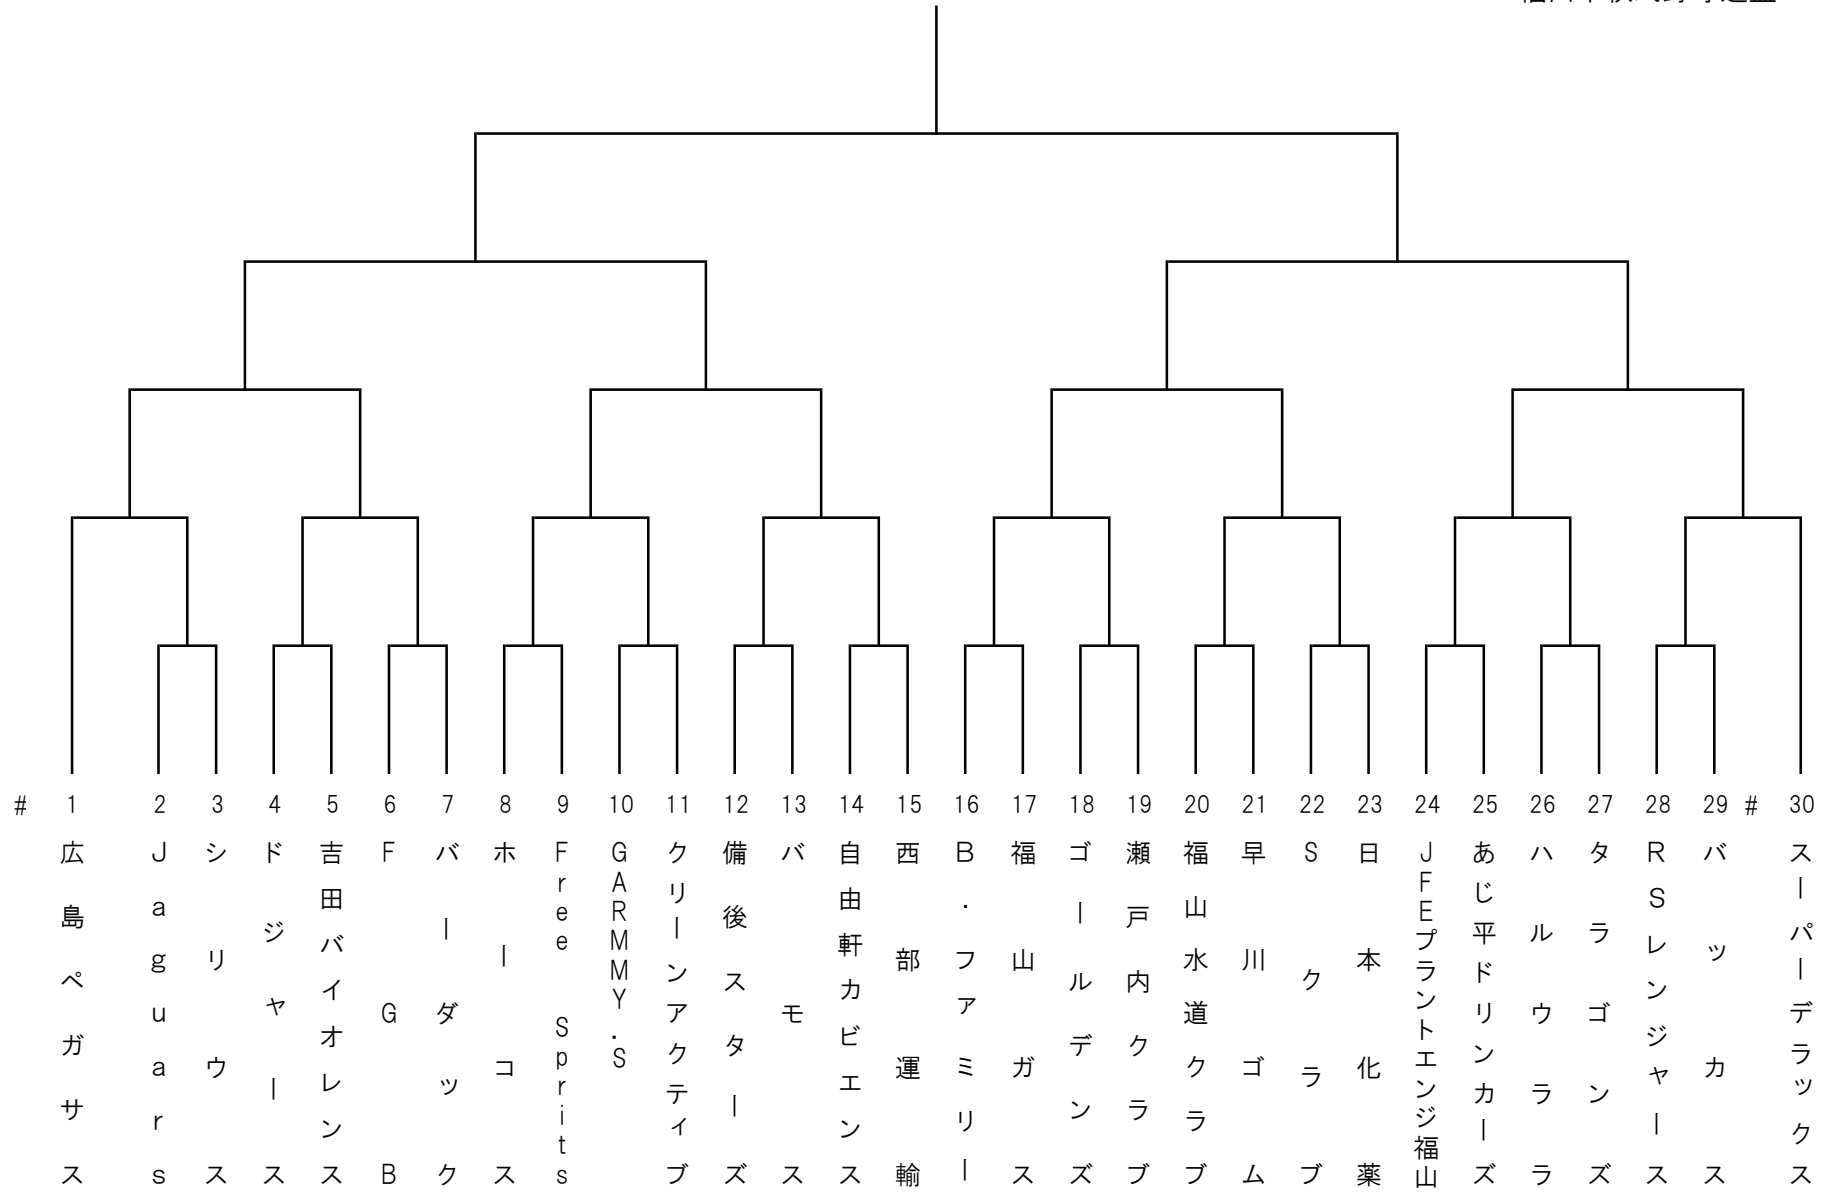 # 1 2 3 4 5 6 7 8 9 10 11 12 13 14 15 16 17 18 19 20 21 22 23 24 25 26 27 28 29 # 30
広島ペガサス
Jaguars
シリウス
ドジャース
吉田バイオレンス
FGB
バーダック
ホーコス
Free Sprits
GARMMY.S
クリーンアクティブ
備後スターズ
バモス
自由軒カビエンス
西部運輸
B.ファミリー
福山ガス
ゴールデンズ
瀬戸内クラブ
福山水道クラブ
早川ゴム
Sクラブ
日本化薬
JFEプラントエンジ福山
あじ平ドリンカーズ
ハルウララ
タラゴンズ
RSレンジャース
バッカス
スーパーデラックス